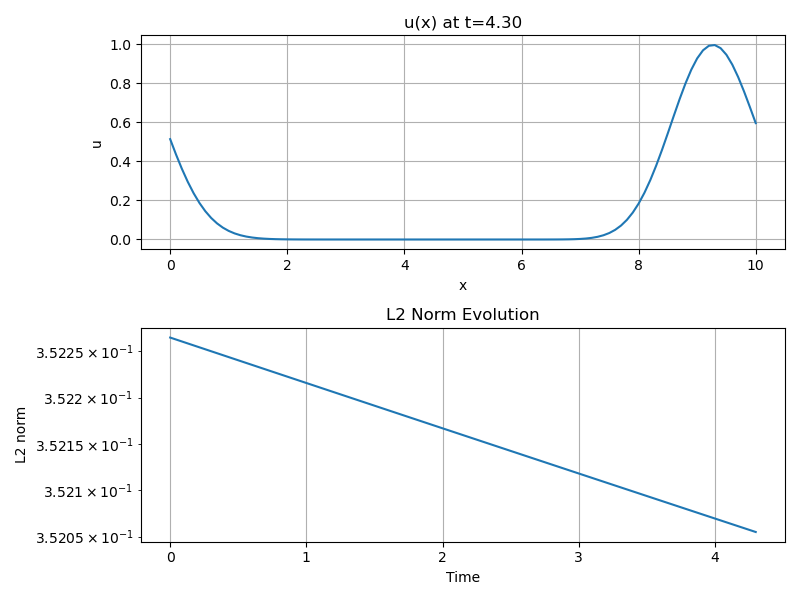 u(x) at t=4.30
1.0
0.8
0.6
0.4
0.2
0.0
u
0 2 4 6 8 10
x
L2 Norm Evolution
3.5225 × 10⁻¹
3.522 × 10⁻¹
3.5215 × 10⁻¹
3.521 × 10⁻¹
3.5205 × 10⁻¹
L2 norm
0 1 2 3 4
Time